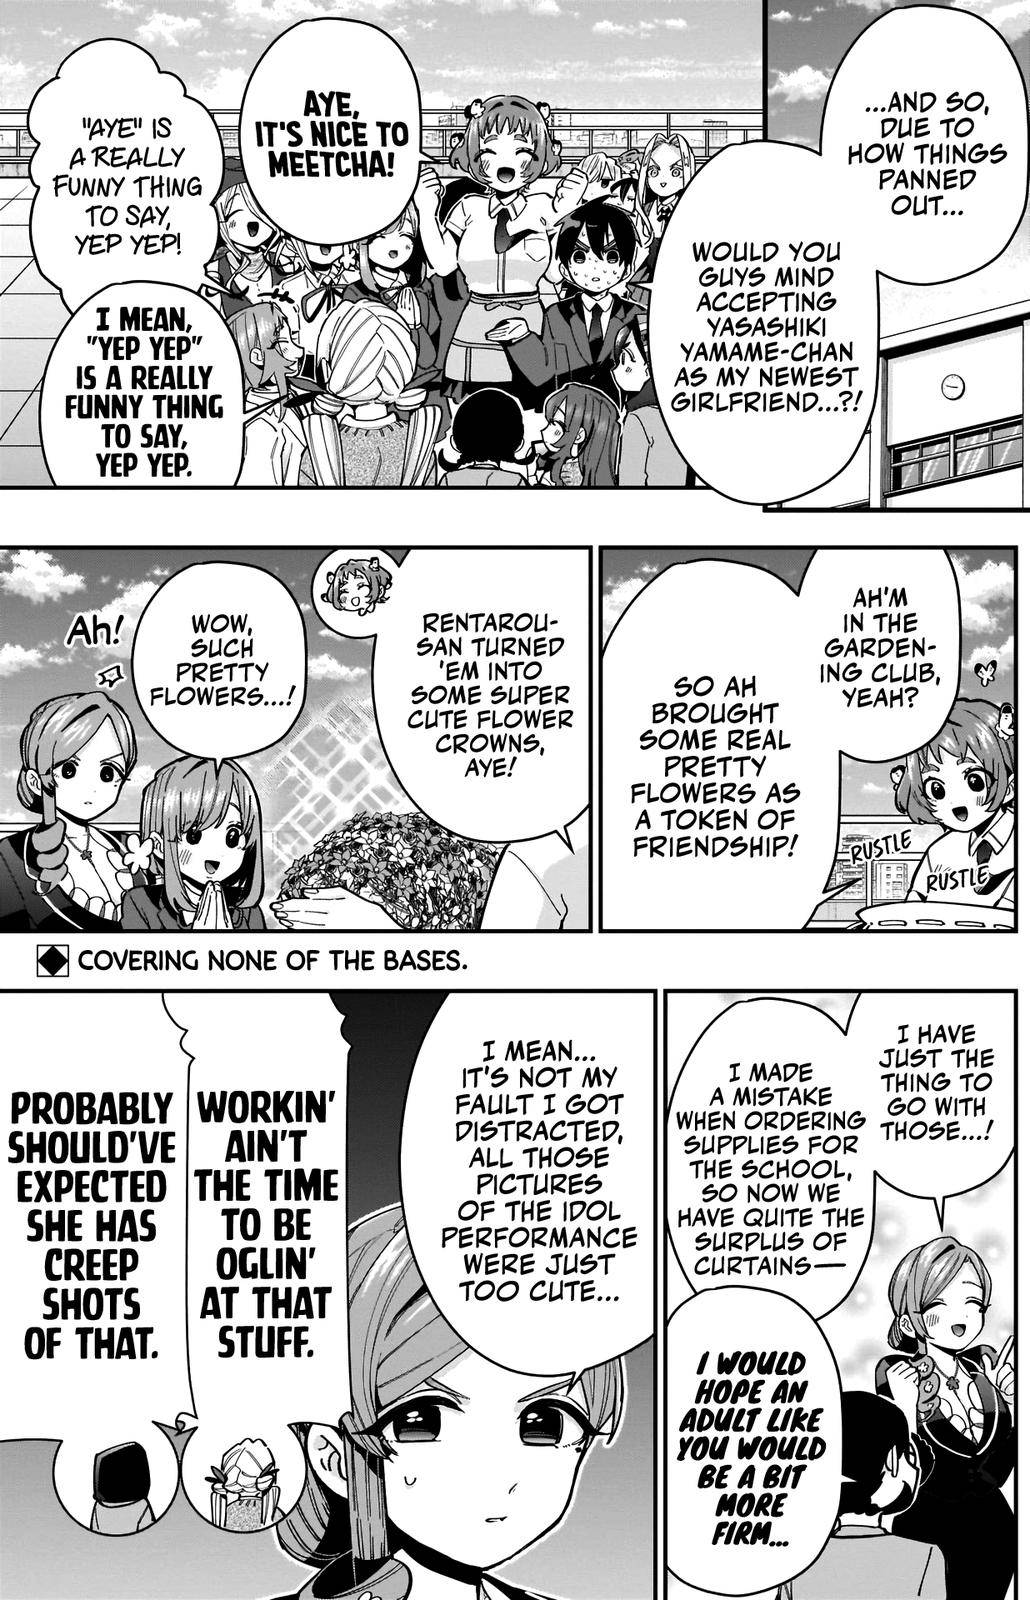 ...AND SO,
DUE TO
HOW THINGS
PANNED
OUT...
WOULD YOU
GUYS MIND
ACCEPTING
YASASHIKI
YAMAME-CHAN
AS MY NEWEST
GIRLFRIEND...?!
AYE,
IT'S NICE TO
MEETCHA!
"AYE" IS
A REALLY
FUNNY THING
TO SAY,
YEP YEP!
I MEAN,
"YEP YEP"
IS A REALLY
FUNNY THING
TO SAY,
YEP YEP.
AH'M
IN THE
GARDEN-
ING CLUB,
YEAH?
SO AH
BROUGHT
SOME REAL
PRETTY
FLOWERS AS
A TOKEN OF
FRIENDSHIP!
RUSTLE
RUSTLE
RENTAROU-
SAN TURNED
'EM INTO
SOME SUPER
CUTE FLOWER
CROWNS,
AYE!
WOW,
SUCH
PRETTY
FLOWERS...!
Ah!
COVERING NONE OF THE BASES.
I HAVE
JUST THE
THING TO
GO WITH
THOSE...!
I MADE
A MISTAKE
WHEN ORDERING
SUPPLIES FOR
THE SCHOOL,
SO NOW WE
HAVE QUITE THE
SURPLUS OF
CURTAINS—
I WOULD
HOPE AN
ADULT LIKE
YOU WOULD
BE A BIT
MORE
FIRM...
I MEAN...
IT'S NOT MY
FAULT I GOT
DISTRACTED,
ALL THOSE
PICTURES
OF THE IDOL
PERFORMANCE
WERE JUST
TOO CUTE...
WORKIN'
AIN'T
THE TIME
TO BE
OGLIN'
AT THAT
STUFF.
PROBABLY
SHOULD'VE
EXPECTED
SHE HAS
CREEP
SHOTS
OF THAT.